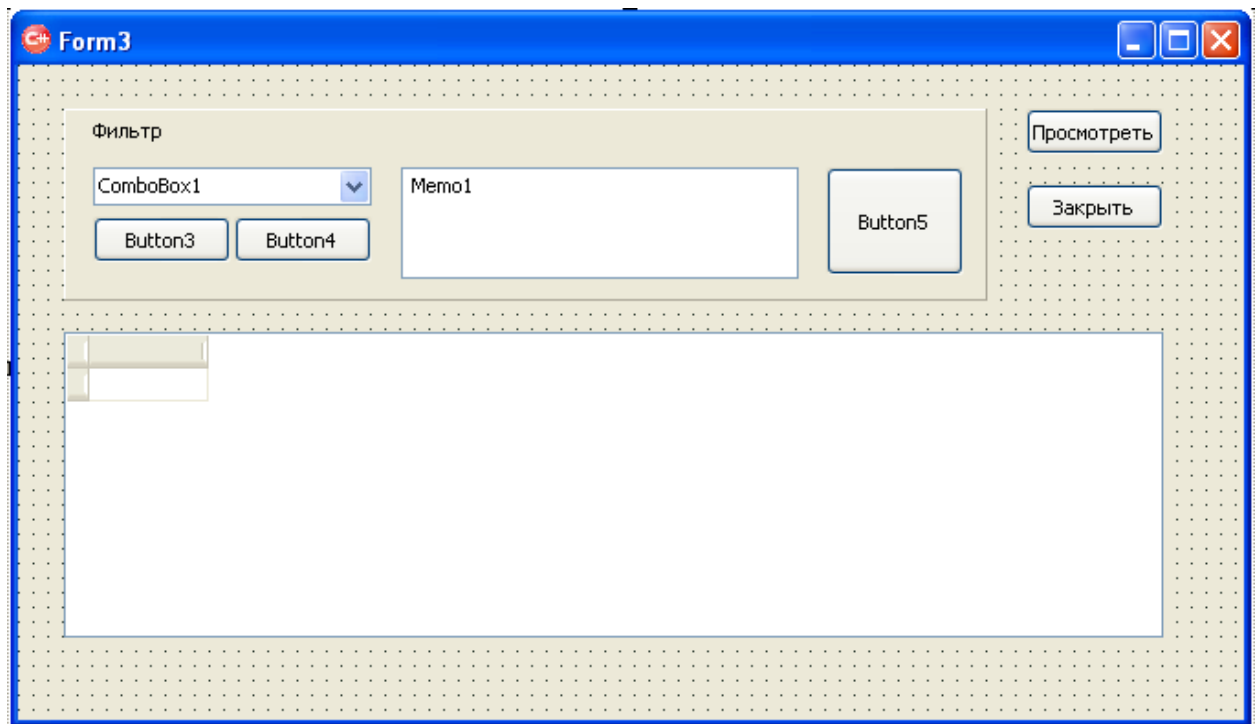 Form3
Фильтр
Просмотреть
ComboBox1
Memo1
Закрыть
Button3
Button4
Button5